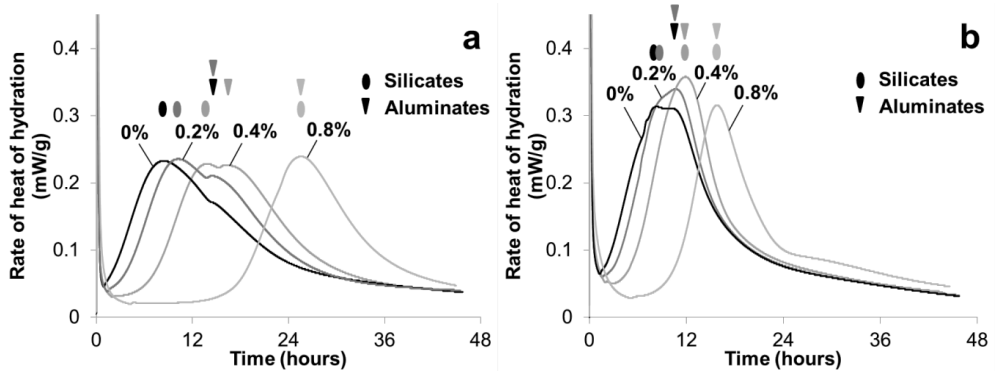 a
0.4
0.3
0.2
0.1
0
Rate of heat of hydration
(mW/g)
Silicates
Aluminates
0%
0.2%
0.4%
0.8%
0
12
24
36
48
Time (hours)
b
0.4
0.3
0.2
0.1
0
Rate of heat of hydration
(mW/g)
Silicates
Aluminates
0%
0.2%
0.4%
0.8%
0
12
24
36
48
Time (hours)